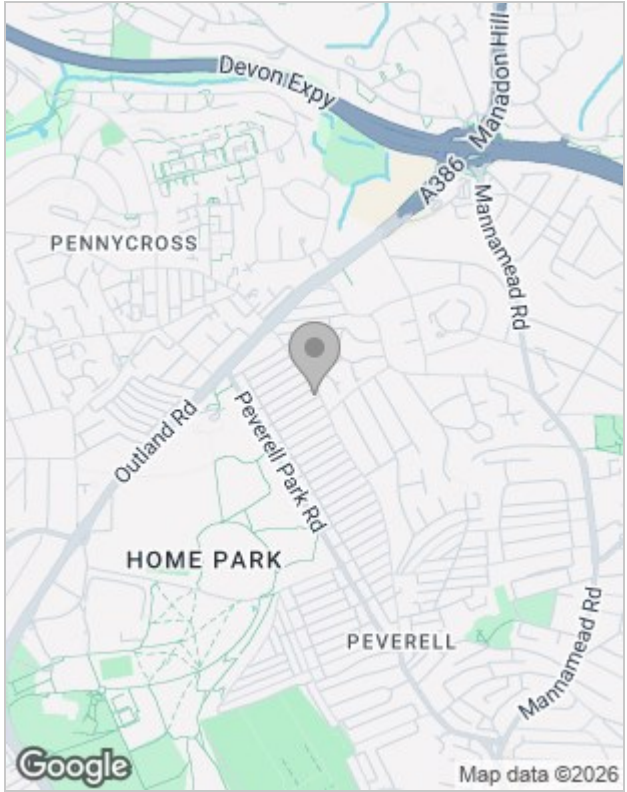 Devon Expy
Manadon Hill
A386
PENNYCROSS
Mannamead Rd
Outland Rd
Peverell Park Rd
HOME PARK
PEVERELL
Mannamead Rd
Google
Map data ©2026